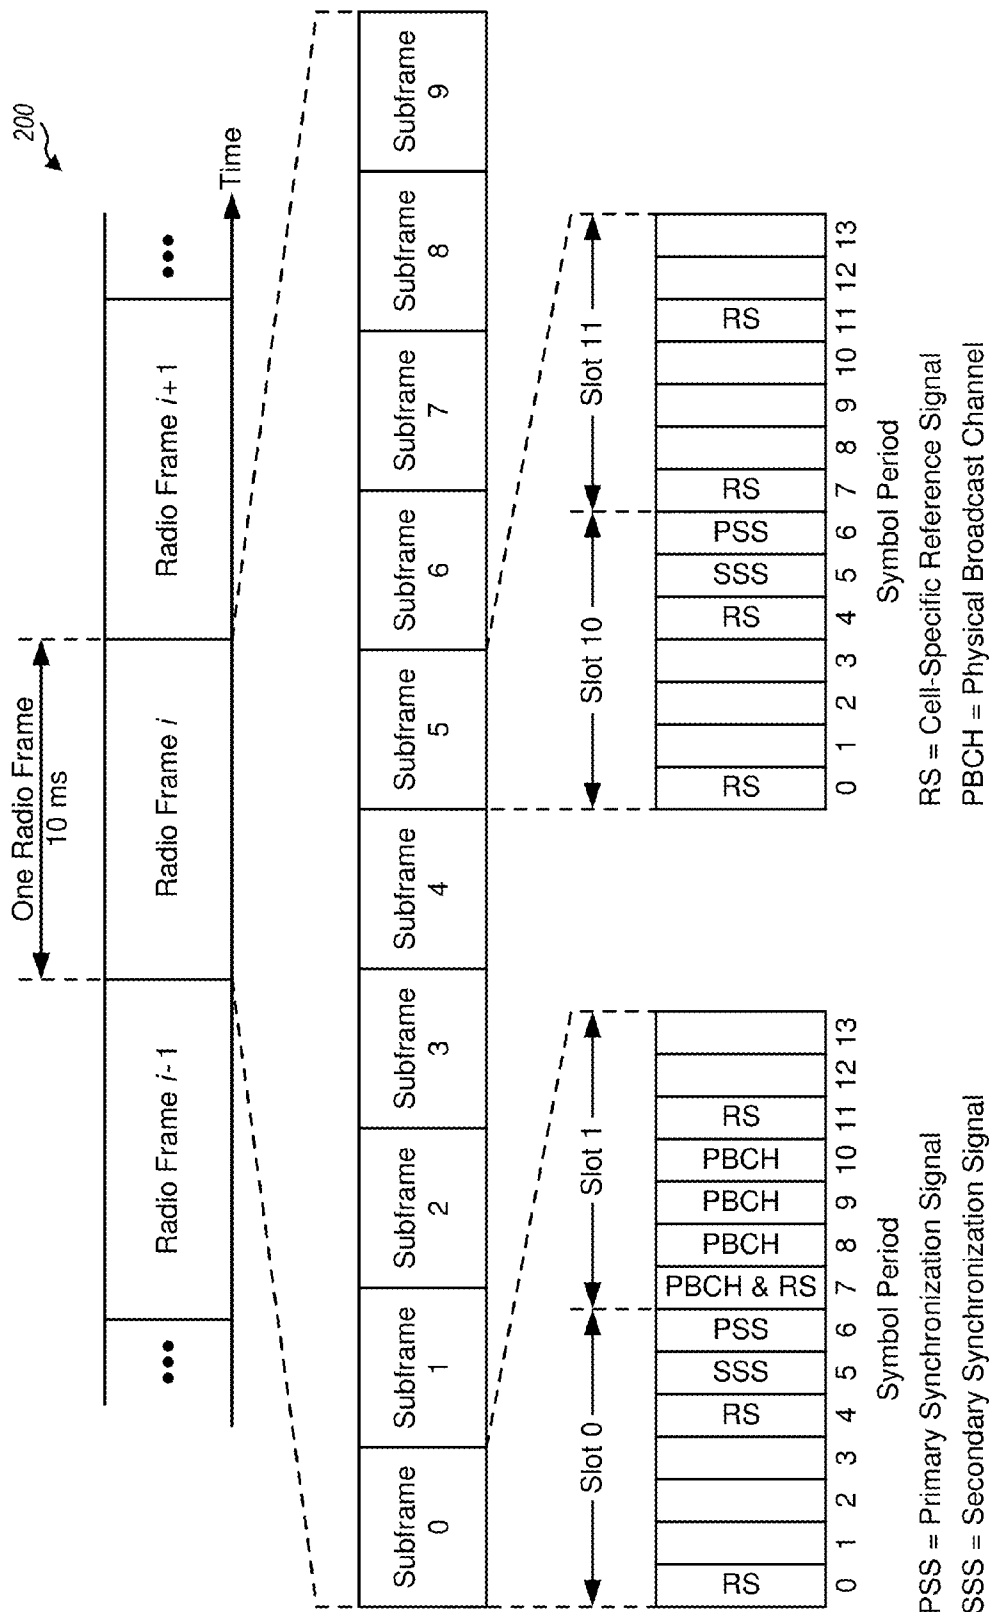 200
One Radio Frame
10 ms
Radio Frame i-1
Radio Frame i
Radio Frame i+1
Time
Subframe 0
Subframe 1
Subframe 2
Subframe 3
Subframe 4
Subframe 5
Subframe 6
Subframe 7
Subframe 8
Subframe 9
Slot 0
Slot 1
RS
RS
SSS
PSS
PBCH & RS
PBCH
PBCH
PBCH
RS
0 1 2 3 4 5 6 7 8 9 10 11 12 13
Symbol Period
Slot 10
Slot 11
RS
RS
SSS
PSS
RS
RS
0 1 2 3 4 5 6 7 8 9 10 11 12 13
Symbol Period
PSS = Primary Synchronization Signal
SSS = Secondary Synchronization Signal
RS = Cell-Specific Reference Signal
PBCH = Physical Broadcast Channel